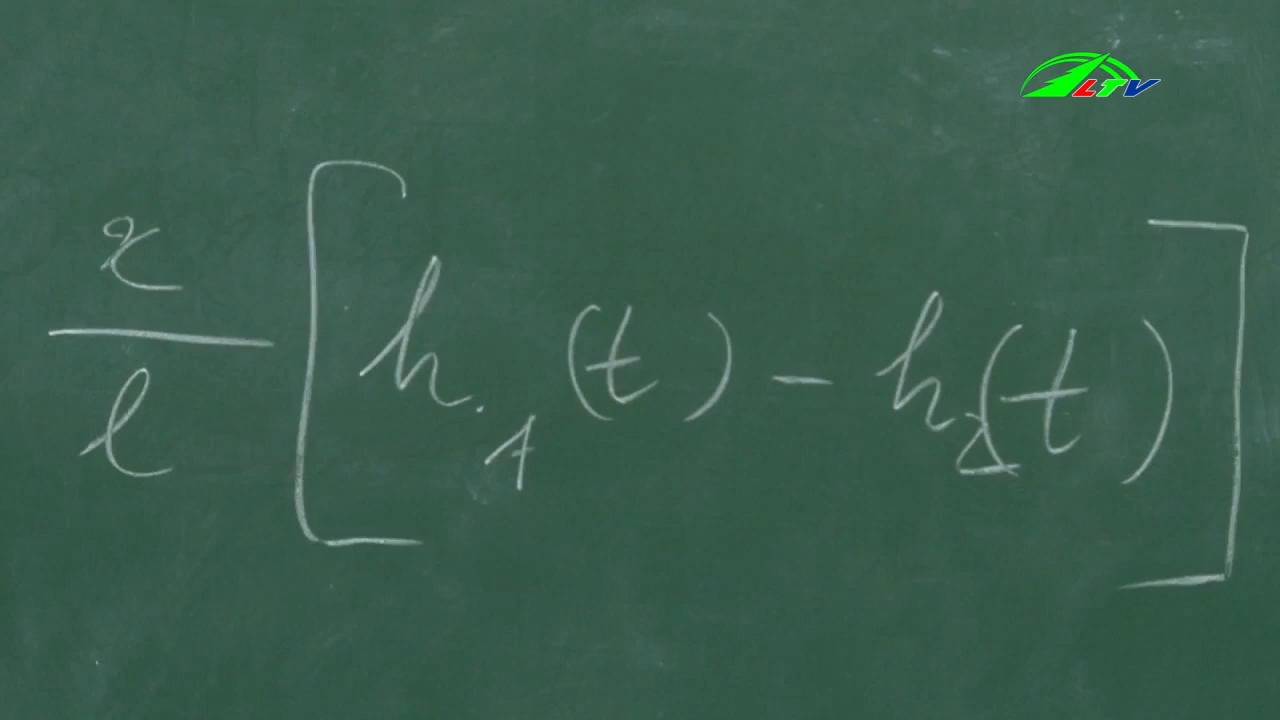 LTV
x/l [h₁(t) - h₂(t)]